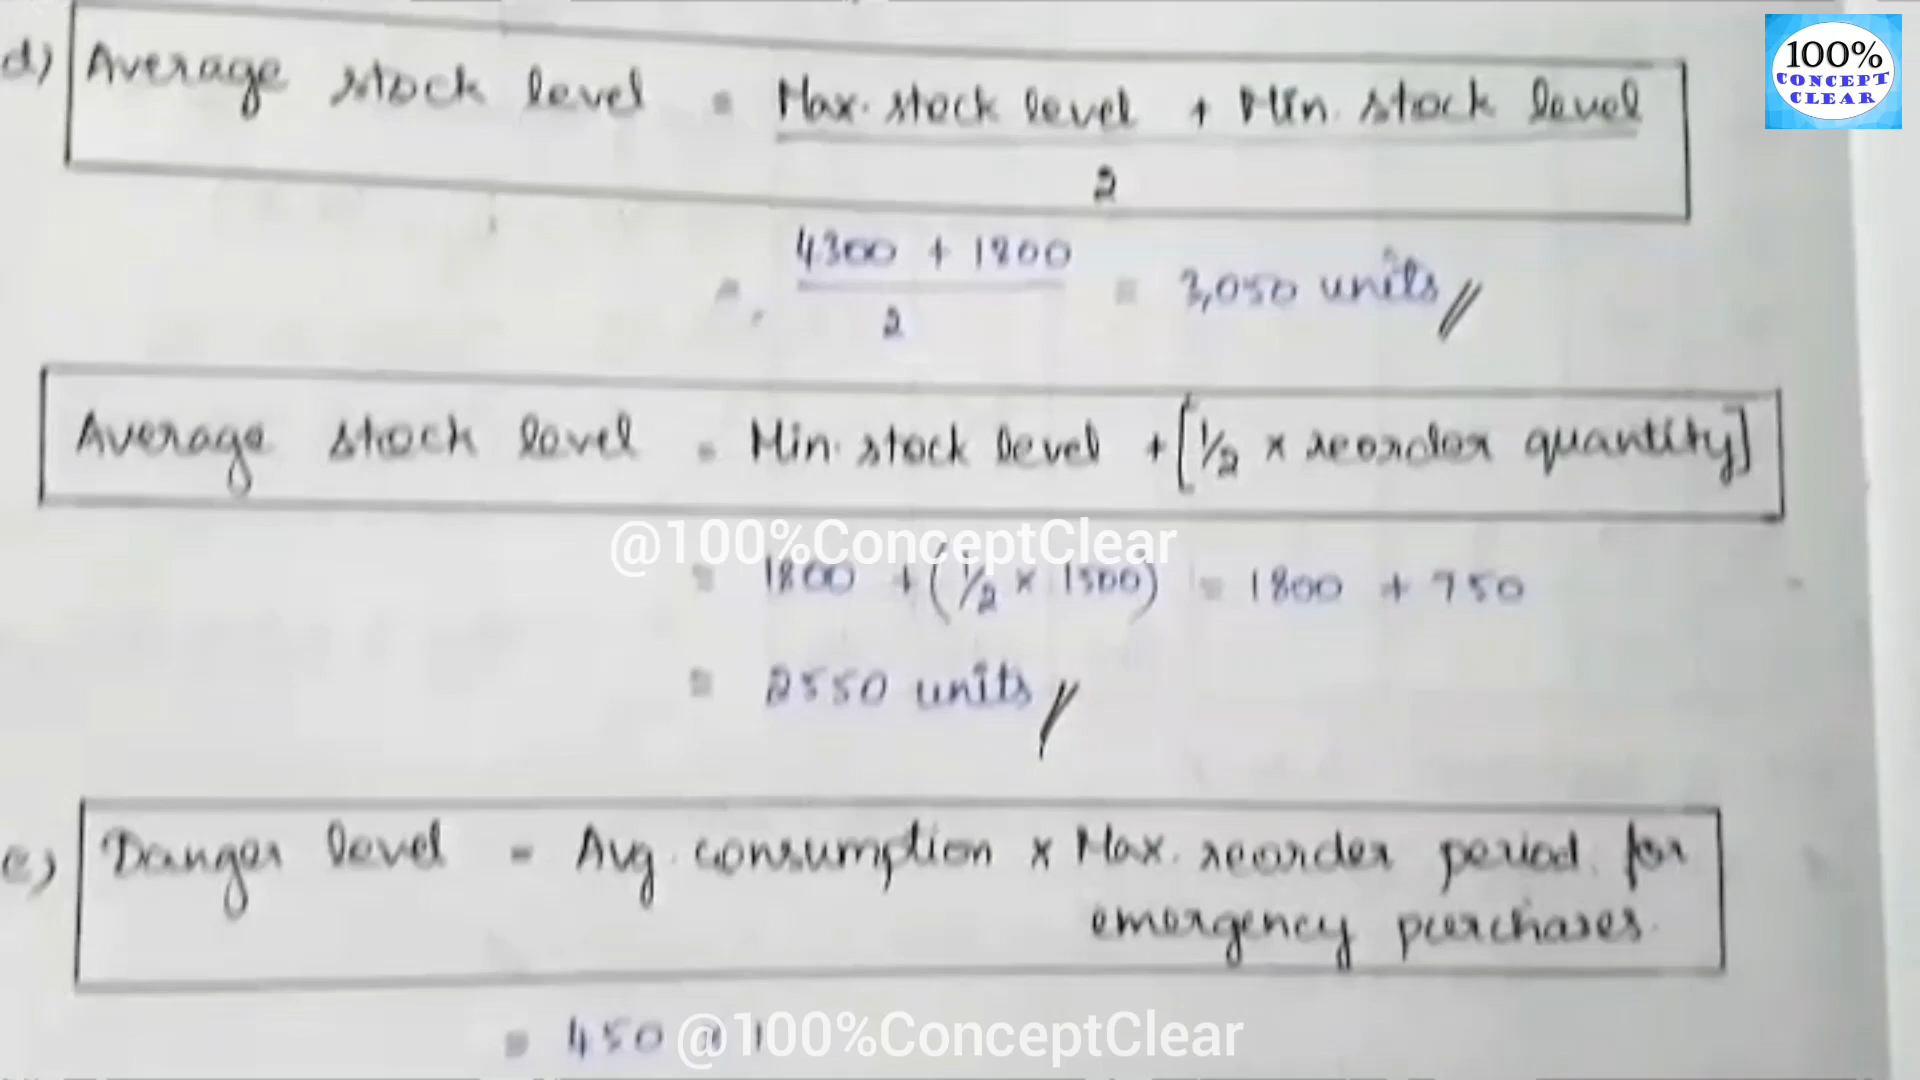 100%
CONCEPT
CLEAR
d) Average stock level = Max. stock level + Min. stock level
2
= 4300 + 1800 = 3,050 units
2
Average stock level = Min. stock level + [1/2 x reorder quantity]
@100%ConceptClear
= 1800 + (1/2 x 1500) = 1800 + 750
= 2550 units
e) Danger level = Avg. consumption x Max. reorder period for
emergency purchases.
= 450
@100%ConceptClear